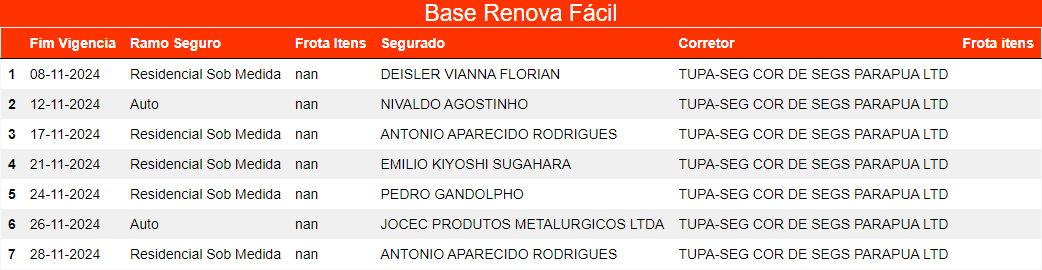 Base Renova Fácil
Fim Vigencia Ramo Seguro Frota Itens Segurado Corretor Frota itens
1 08-11-2024 Residencial Sob Medida nan DEISLER VIANNA FLORIAN TUPA-SEG COR DE SEGS PARAPUA LTD
2 12-11-2024 Auto nan NIVALDO AGOSTINHO TUPA-SEG COR DE SEGS PARAPUA LTD
3 17-11-2024 Residencial Sob Medida nan ANTONIO APARECIDO RODRIGUES TUPA-SEG COR DE SEGS PARAPUA LTD
4 21-11-2024 Residencial Sob Medida nan EMILIO KIYOSHI SUGAHARA TUPA-SEG COR DE SEGS PARAPUA LTD
5 24-11-2024 Residencial Sob Medida nan PEDRO GANDOLPHO TUPA-SEG COR DE SEGS PARAPUA LTD
6 26-11-2024 Auto nan JOCEC PRODUTOS METALURGICOS LTDA TUPA-SEG COR DE SEGS PARAPUA LTD
7 28-11-2024 Residencial Sob Medida nan ANTONIO APARECIDO RODRIGUES TUPA-SEG COR DE SEGS PARAPUA LTD